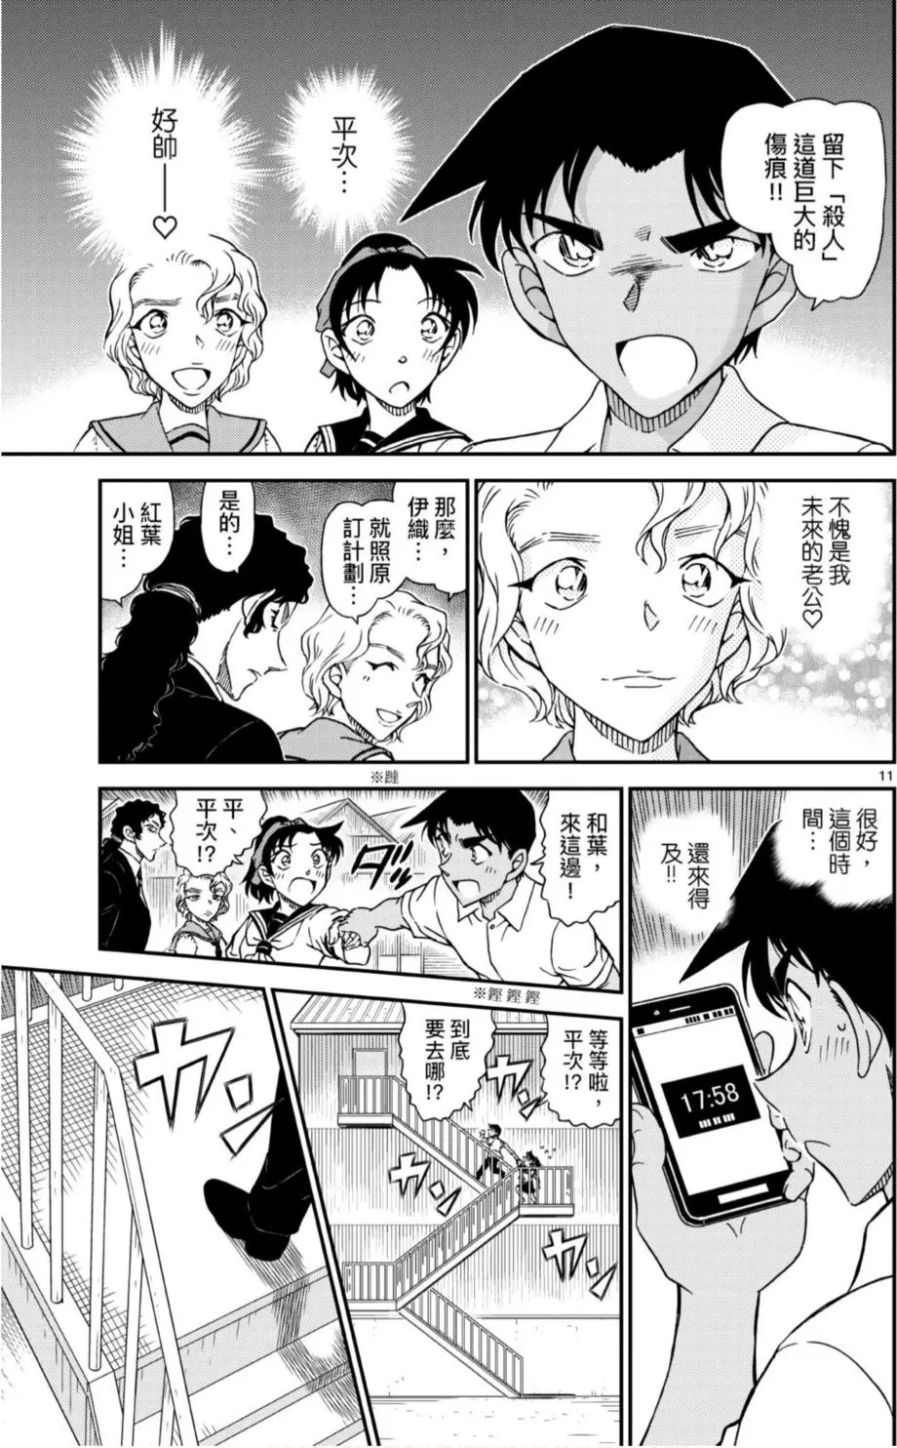 留下「殺人」
這道巨大的
傷痕!!
平次…
好帥——♡
不愧是我
未來的老公♡
那麼，
伊織…
就照原
訂計劃…
是的…
紅葉
小姐…
11
※躂
很好，
這個時
間…
還來得
及!!
17:58
和葉，
來這邊！
ダッ
平、
平次!?
※鏗鏗鏗
等等啦，
平次!?
到底
要去哪!?
カン
カン
カン
カン